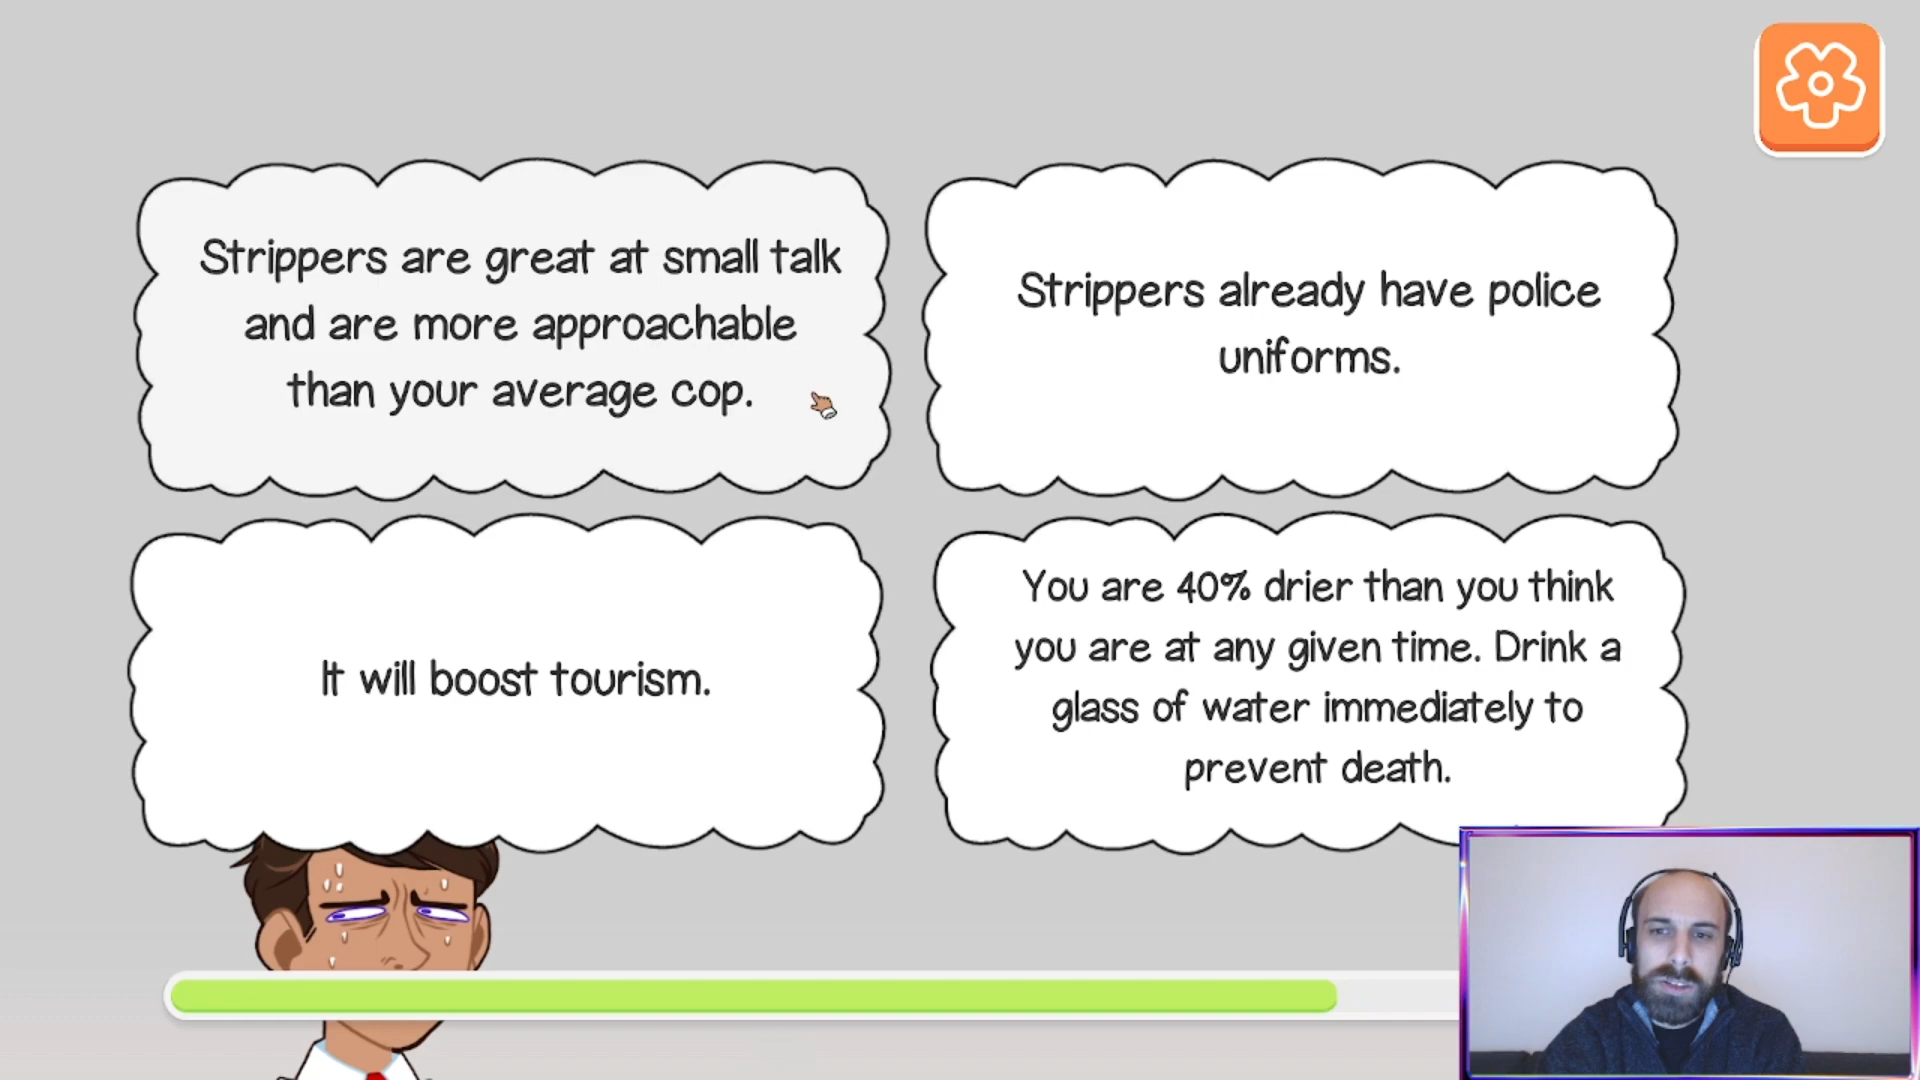 Strippers are great at small talk
and are more approachable
than your average cop.
Strippers already have police
uniforms.
It will boost tourism.
You are 40% drier than you think
you are at any given time. Drink a
glass of water immediately to
prevent death.